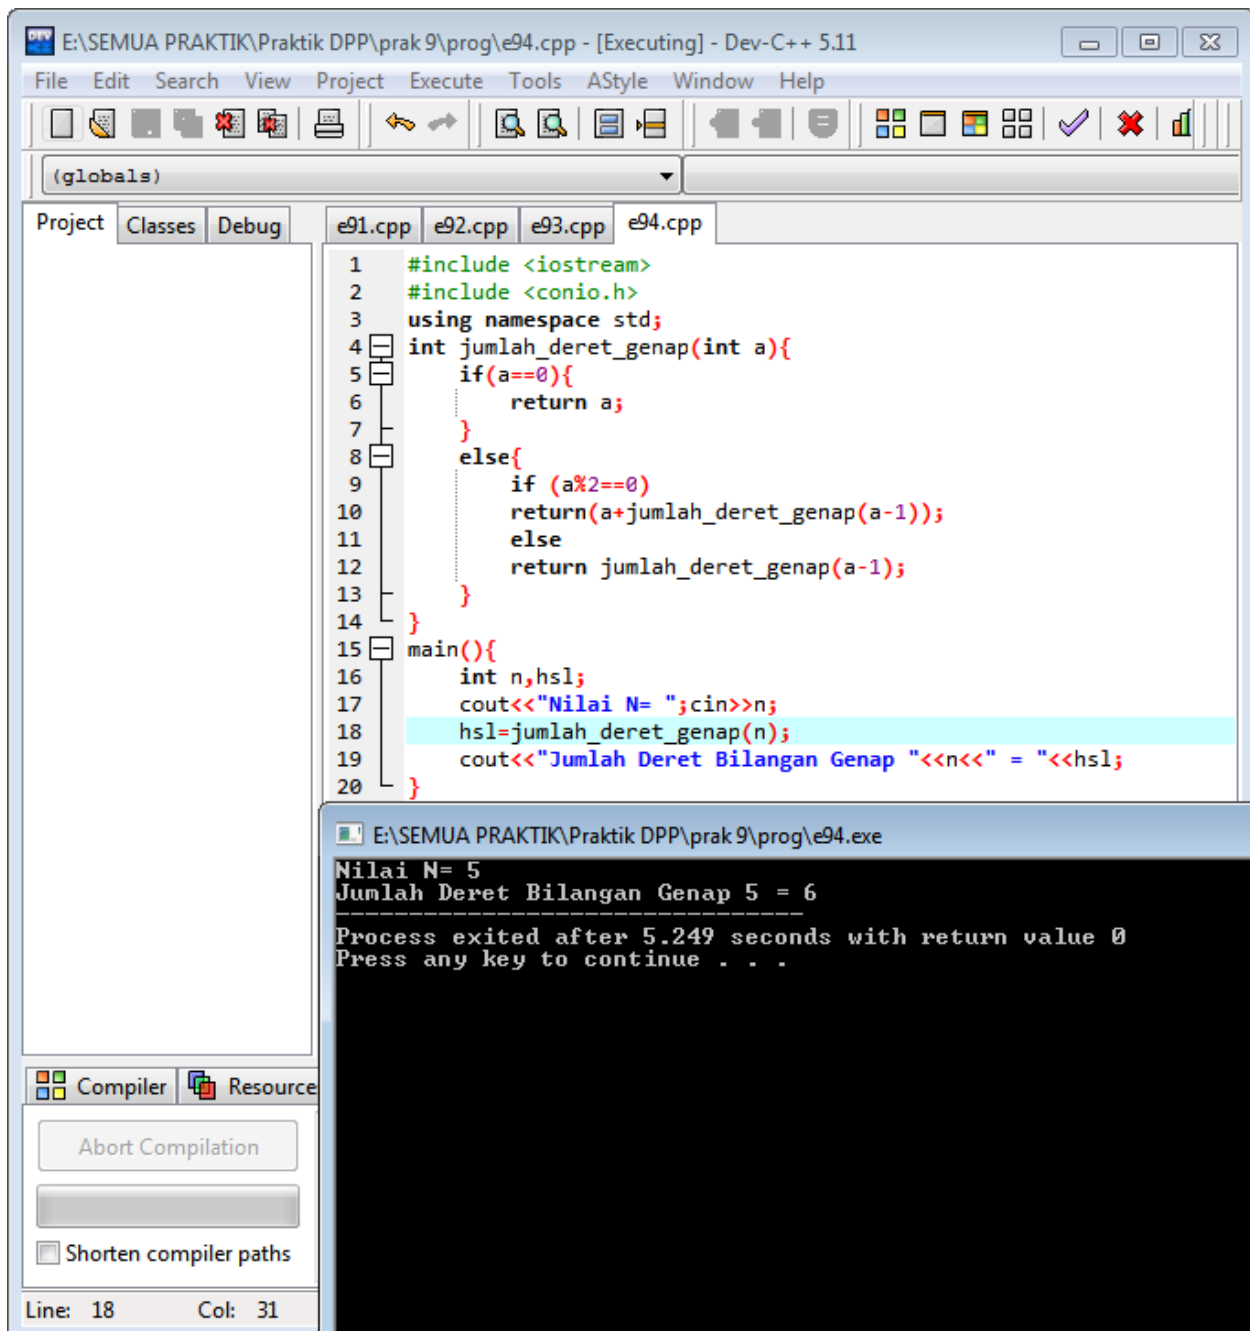 E:\SEMUA PRAKTIK\Praktik DPP\prak 9\prog\e94.cpp - [Executing] - Dev-C++ 5.11
File Edit Search View Project Execute Tools AStyle Window Help
(globals)
Project Classes Debug
e91.cpp e92.cpp e93.cpp e94.cpp
1 #include <iostream>
2 #include <conio.h>
3 using namespace std;
4 int jumlah_deret_genap(int a){
5 if(a==0){
6 return a;
7 }
8 else{
9 if (a%2==0)
10 return(a+jumlah_deret_genap(a-1));
11 else
12 return jumlah_deret_genap(a-1);
13 }
14 }
15 main(){
16 int n,hsl;
17 cout<<"Nilai N= ";cin>>n;
18 hsl=jumlah_deret_genap(n);
19 cout<<"Jumlah Deret Bilangan Genap "<<n<<" = "<<hsl;
20 }
E:\SEMUA PRAKTIK\Praktik DPP\prak 9\prog\e94.exe
Nilai N= 5
Jumlah Deret Bilangan Genap 5 = 6
--------------------------------
Process exited after 5.249 seconds with return value 0
Press any key to continue . . .
Compiler Resource
Abort Compilation
Shorten compiler paths
Line: 18 Col: 31